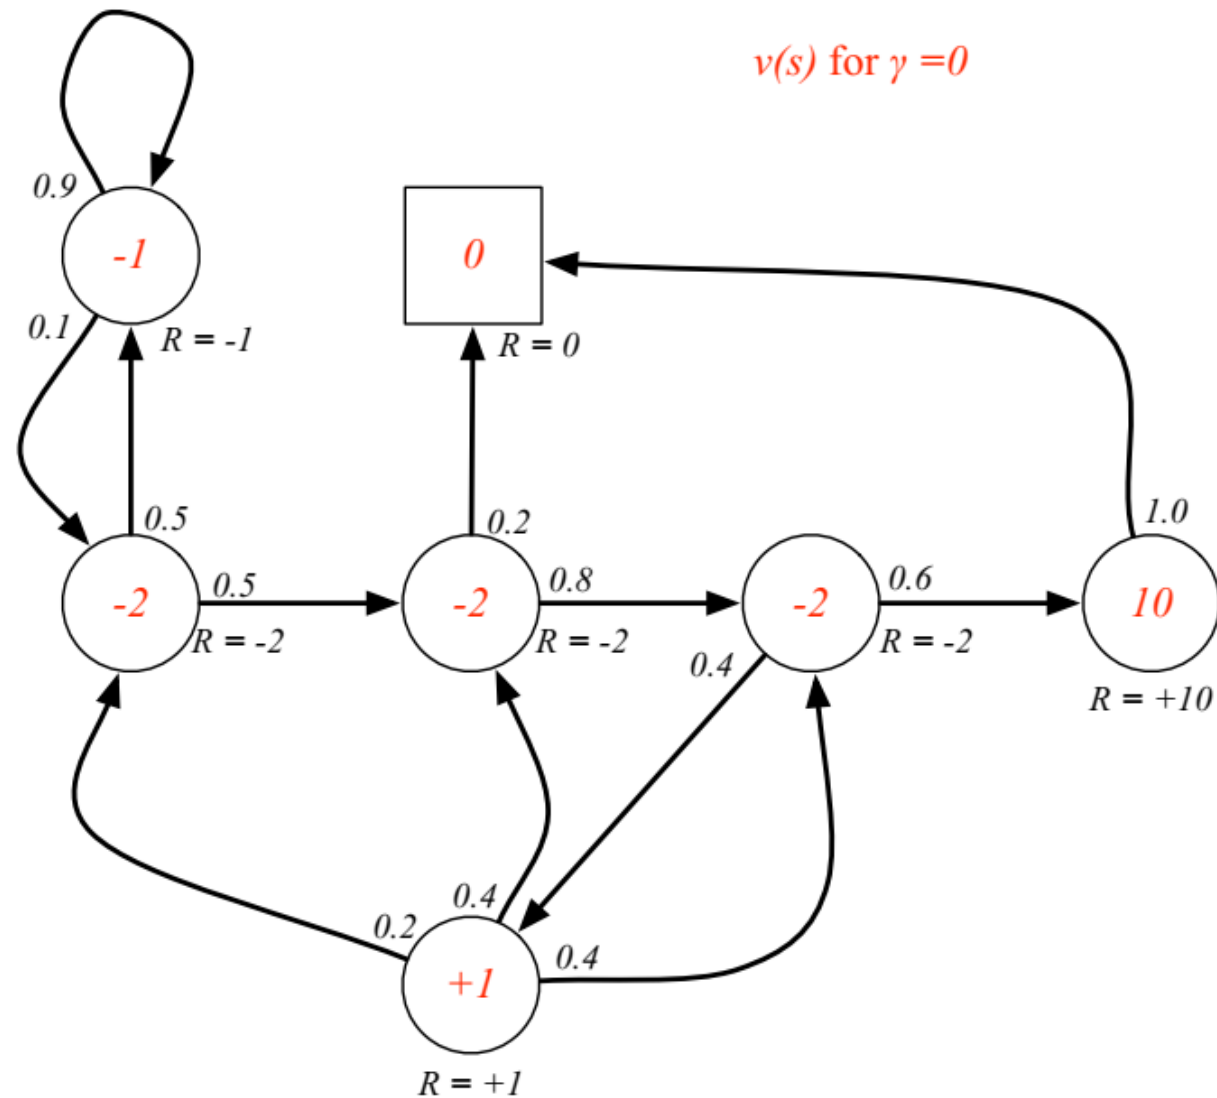 v(s) for γ =0
0.9
-1
0
0.1
R = -1
R = 0
0.5
0.2
1.0
-2
0.5
-2
0.8
-2
0.6
10
R = -2
R = -2
R = -2
0.4
R = +10
0.4
0.2
0.4
+1
R = +1